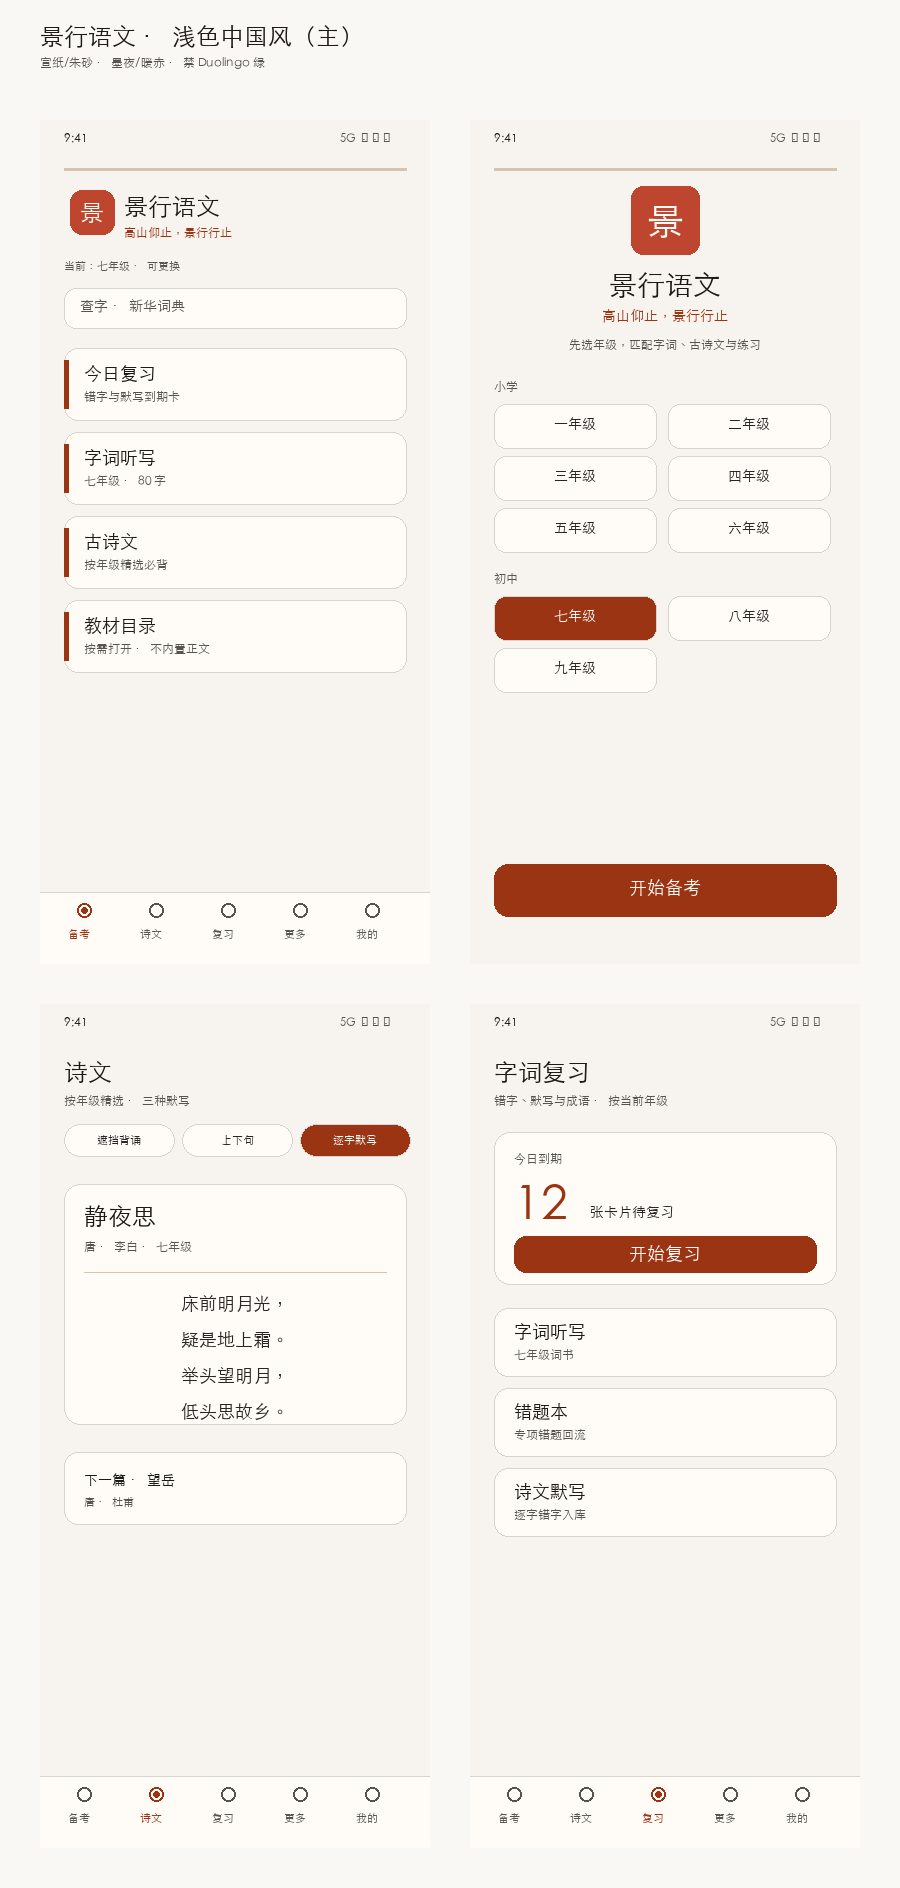 景行语文 · 浅色中国风（主）
宣纸/朱砂 · 墨夜/暖赤 · 禁 Duolingo 绿
9:41
5G
景
景行语文
高山仰止，景行行止
当前：七年级 · 可更换
查字 · 新华词典
今日复习
错字与默写到期卡
字词听写
七年级 · 80 字
古诗文
按年级精选必背
教材目录
按需打开 · 不内置正文
备考
诗文
复习
更多
我的
9:41
5G
景
景行语文
高山仰止，景行行止
先选年级，匹配字词、古诗文与练习
小学
一年级
二年级
三年级
四年级
五年级
六年级
初中
七年级
八年级
九年级
开始备考
9:41
5G
诗文
按年级精选 · 三种默写
遮挡背诵
上下句
逐字默写
静夜思
唐 · 李白 · 七年级
床前明月光，
疑是地上霜。
举头望明月，
低头思故乡。
下一篇 · 望岳
唐 · 杜甫
备考
诗文
复习
更多
我的
9:41
5G
字词复习
错字、默写与成语 · 按当前年级
今日到期
12 张卡片待复习
开始复习
字词听写
七年级词书
错题本
专项错题回流
诗文默写
逐字错字入库
备考
诗文
复习
更多
我的